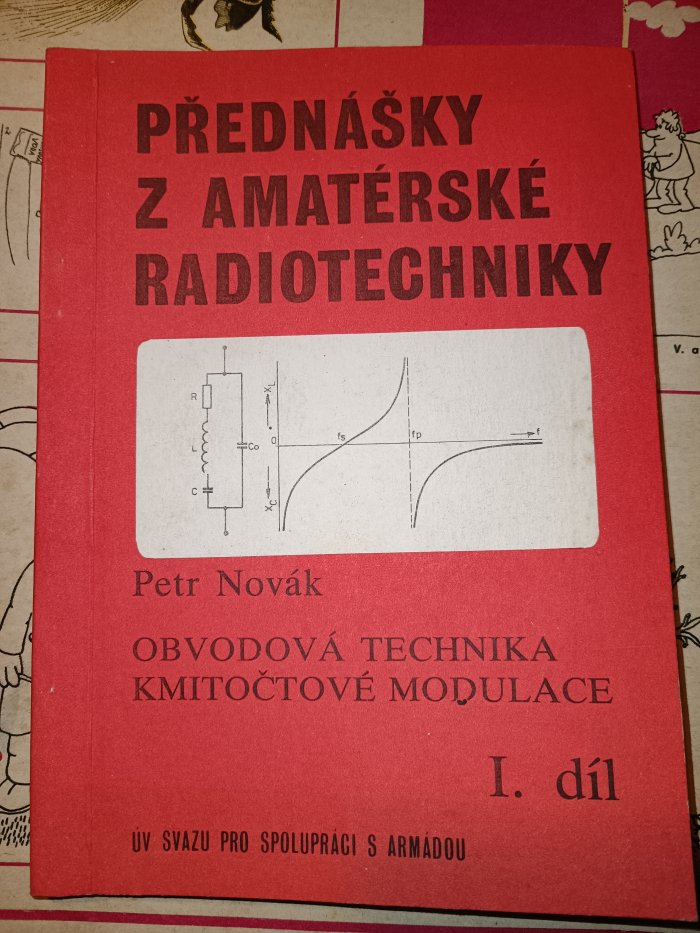 PŘEDNÁŠKY
Z AMATÉRSKÉ
RADIOTECHNIKY
R
L
C
Co
XL
0
XC
fs
fp
f
Petr Novák
OBVODOVÁ TECHNIKA
KMITOČTOVÉ MODULACE
I. díl
ÚV SVAZU PRO SPOLUPRÁCI S ARMÁDOU
V. a